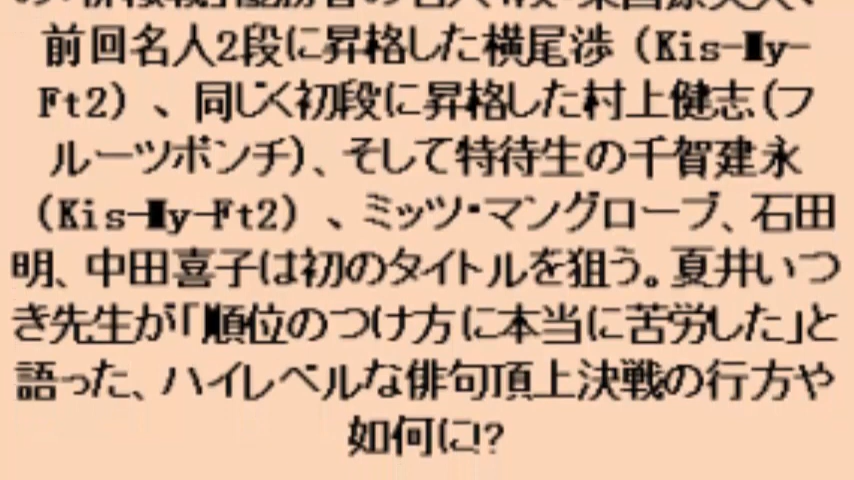 前回名人2段に昇格した横尾渉（Kis-My-
Ft2）、同じく初段に昇格した村上健志(フ
ルーツポンチ)、そして特待生の千賀建永
（Kis-My-Ft2）、ミッツ・マングローブ、石田
明、中田喜子は初のタイトルを狙う。夏井いつ
き先生が「順位のつけ方に本当に苦労した」と
語った、ハイレベルな俳句頂上決戦の行方や
如何に!?